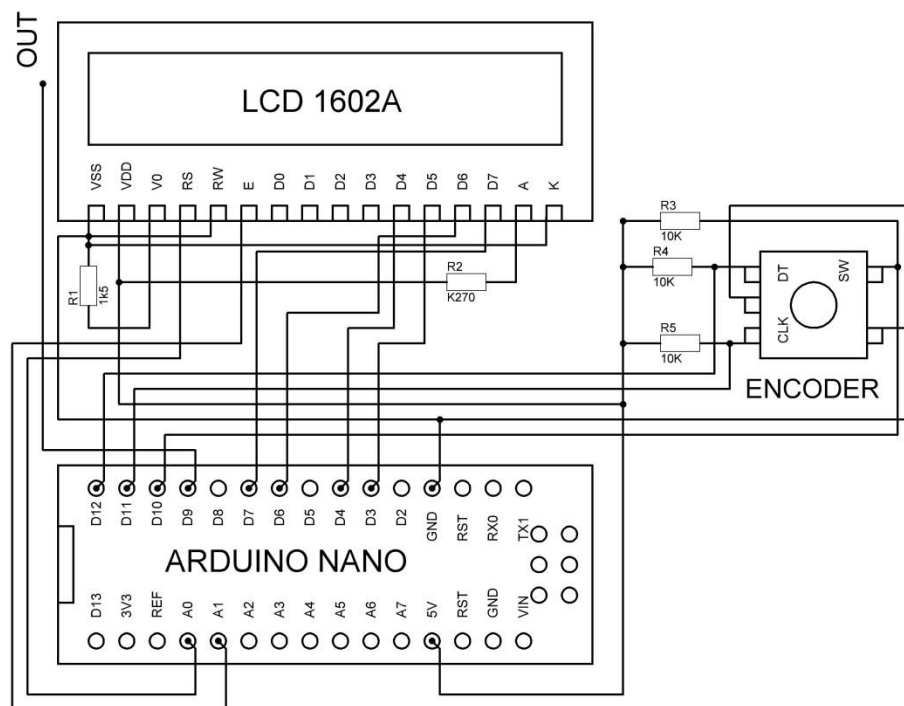 OUT
LCD 1602A
VSS VDD V0 RS RW E D0 D1 D2 D3 D4 D5 D6 D7 A K
R1
1k5
R2
K270
R3
10K
R4
10K
R5
10K
DT
CLK
SW
ENCODER
D12 D11 D10 D9 D8 D7 D6 D5 D4 D3 D2 GND RST RX0 TX1
ARDUINO NANO
D13 3V3 REF A0 A1 A2 A3 A4 A5 A6 A7 5V RST GND VIN